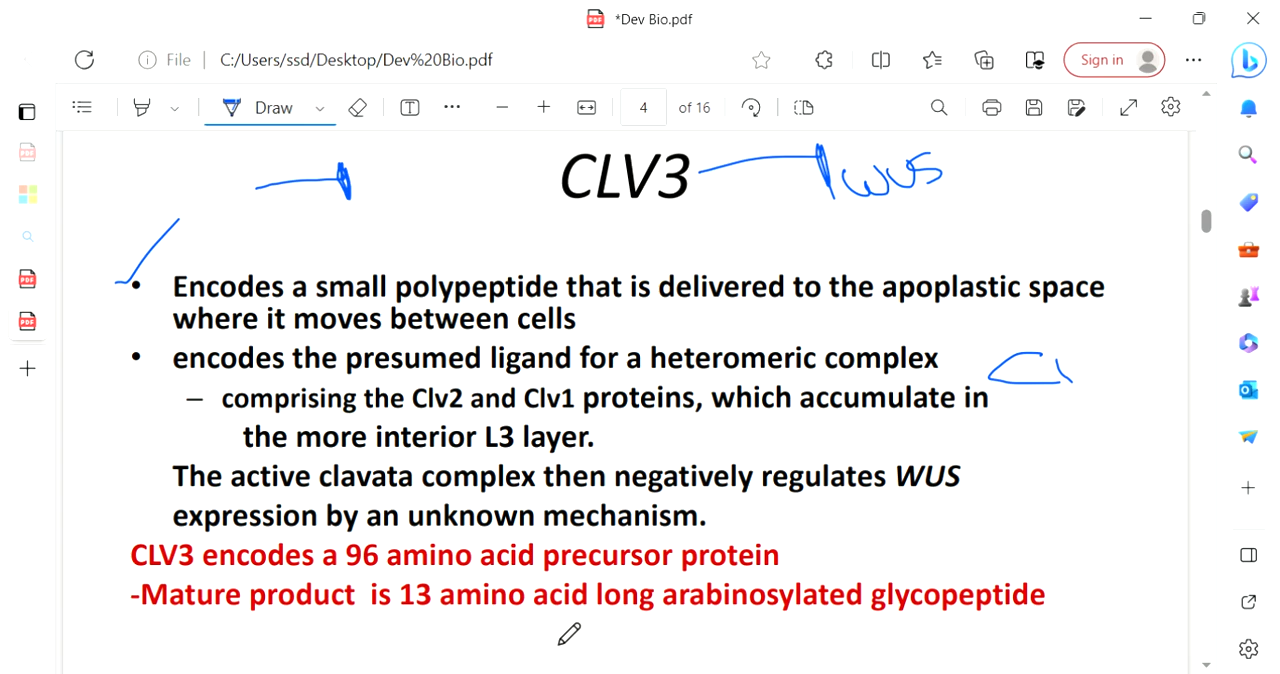 *Dev Bio.pdf
File C:/Users/ssd/Desktop/Dev%20Bio.pdf Sign in
Draw 4 of 16
CLV3 WUS
• Encodes a small polypeptide that is delivered to the apoplastic space
where it moves between cells
• encodes the presumed ligand for a heteromeric complex
– comprising the Clv2 and Clv1 proteins, which accumulate in
the more interior L3 layer.
The active clavata complex then negatively regulates WUS
expression by an unknown mechanism.
CLV3 encodes a 96 amino acid precursor protein
-Mature product is 13 amino acid long arabinosylated glycopeptide